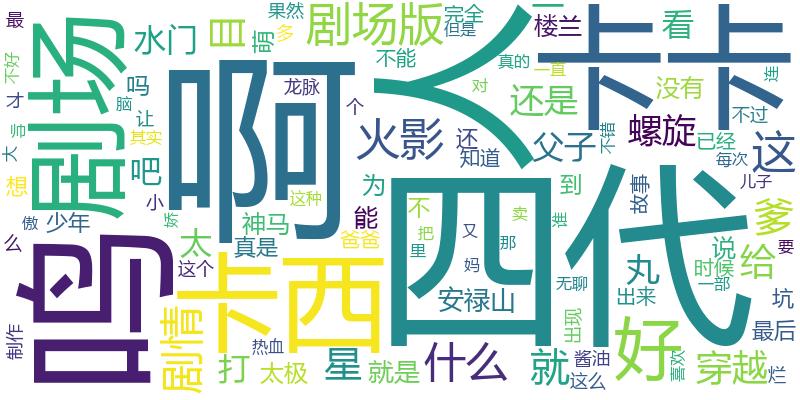 最
果然
多
剧场版
完全
但是
一
楼兰
卡卡
看
连
不好
剧场
水门
目
萌
不能
真的
一直
人
没有
才
脑
吗
让
啊
龙脉
个
对
还是
不错
不过
言
其实
火影
还
知道
父子
螺旋
已经
这
每次
大
吧
想
小
这种
为
四代
到
故事
儿子
爹
傲
少年
娇
神马
能
不
把
里
又
妈
卖
那
谁
说
要
么
鸣
太
真是
爸爸
这个
卡西
安禄山
无聊
丸
出来
时候
一部
给
坑
制作
剧情
打
热血
太极
星
就是
什么
就
出现
酱油
这么
好
喜欢
穿越
最后
烂